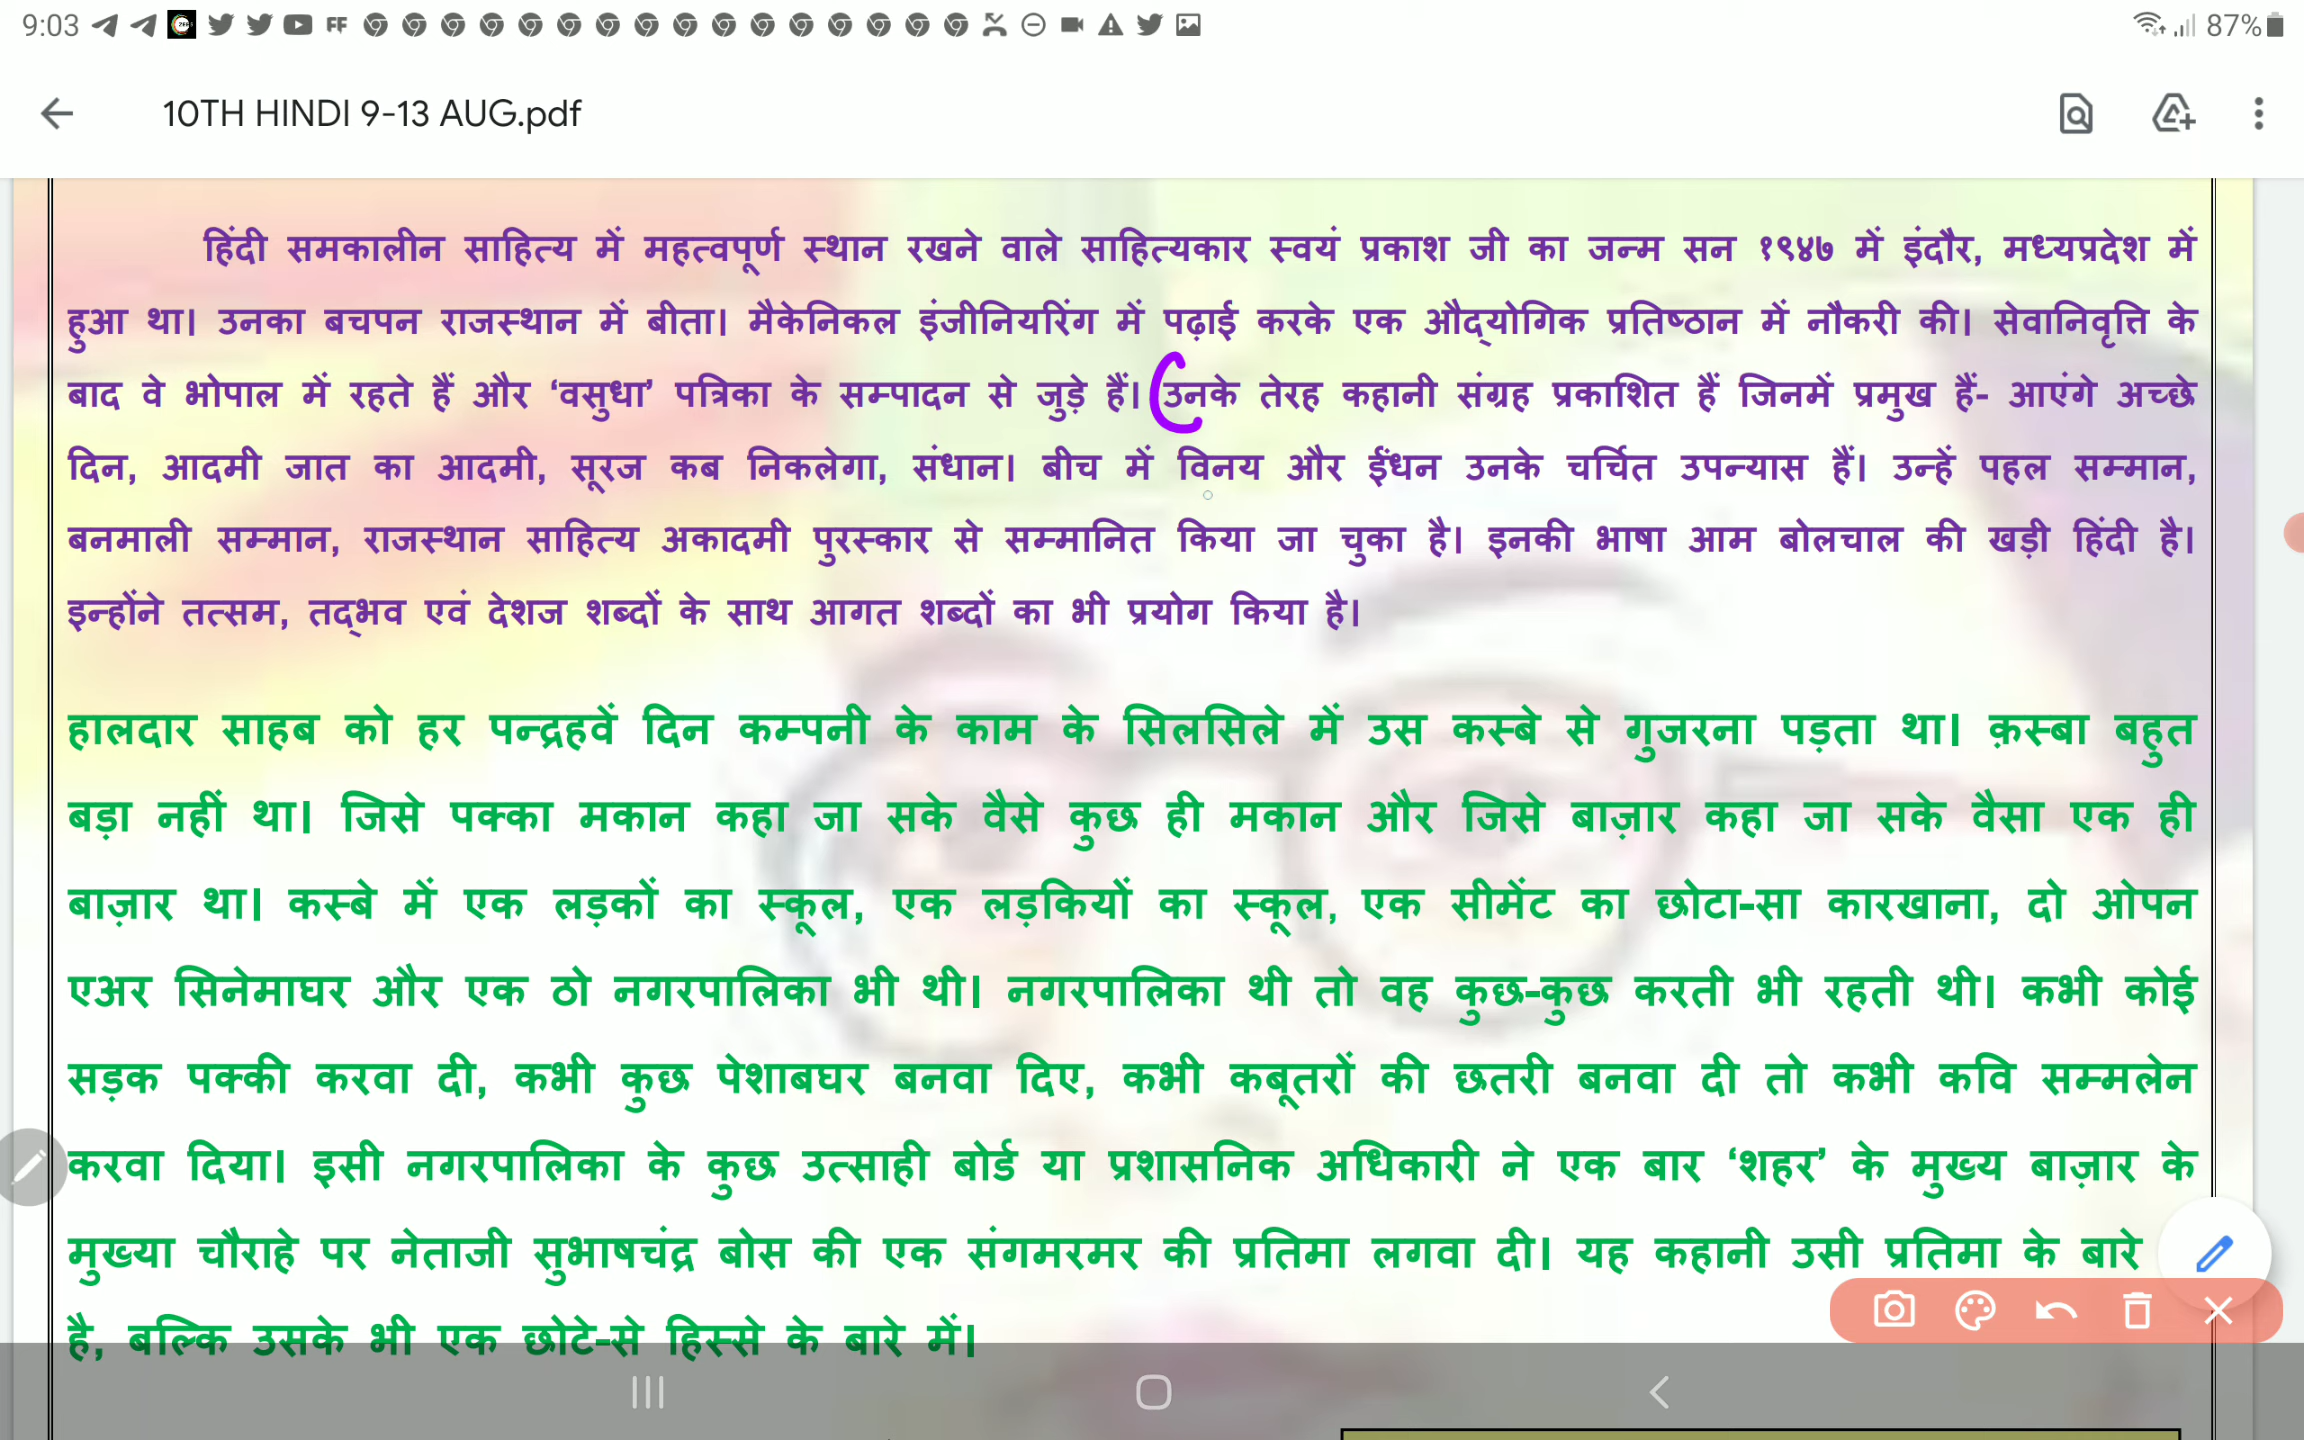 9:03
87%
10TH HINDI 9-13 AUG.pdf
हिंदी समकालीन साहित्य में महत्वपूर्ण स्थान रखने वाले साहित्यकार स्वयं प्रकाश जी का जन्म सन १९४७ में इंदौर, मध्यप्रदेश में
हुआ था। उनका बचपन राजस्थान में बीता। मैकेनिकल इंजीनियरिंग में पढ़ाई करके एक औद्योगिक प्रतिष्ठान में नौकरी की। सेवानिवृत्ति के
बाद वे भोपाल में रहते हैं और ‘वसुधा’ पत्रिका के सम्पादन से जुड़े हैं। उनके तेरह कहानी संग्रह प्रकाशित हैं जिनमें प्रमुख हैं- आएंगे अच्छे
दिन, आदमी जात का आदमी, सूरज कब निकलेगा, संधान। बीच में विनय और ईंधन उनके चर्चित उपन्यास हैं। उन्हें पहल सम्मान,
बनमाली सम्मान, राजस्थान साहित्य अकादमी पुरस्कार से सम्मानित किया जा चुका है। इनकी भाषा आम बोलचाल की खड़ी हिंदी है।
इन्होंने तत्सम, तद्भव एवं देशज शब्दों के साथ आगत शब्दों का भी प्रयोग किया है।
हालदार साहब को हर पन्द्रहवें दिन कम्पनी के काम के सिलसिले में उस कस्बे से गुजरना पड़ता था। क़स्बा बहुत
बड़ा नहीं था। जिसे पक्का मकान कहा जा सके वैसे कुछ ही मकान और जिसे बाज़ार कहा जा सके वैसा एक ही
बाज़ार था। कस्बे में एक लड़कों का स्कूल, एक लड़कियों का स्कूल, एक सीमेंट का छोटा-सा कारखाना, दो ओपन
एअर सिनेमाघर और एक ठो नगरपालिका भी थी। नगरपालिका थी तो वह कुछ-कुछ करती भी रहती थी। कभी कोई
सड़क पक्की करवा दी, कभी कुछ पेशाबघर बनवा दिए, कभी कबूतरों की छतरी बनवा दी तो कभी कवि सम्मलेन
करवा दिया। इसी नगरपालिका के कुछ उत्साही बोर्ड या प्रशासनिक अधिकारी ने एक बार ‘शहर’ के मुख्य बाज़ार के
मुख्या चौराहे पर नेताजी सुभाषचंद्र बोस की एक संगमरमर की प्रतिमा लगवा दी। यह कहानी उसी प्रतिमा के बारे
है, बल्कि उसके भी एक छोटे-से हिस्से के बारे में।